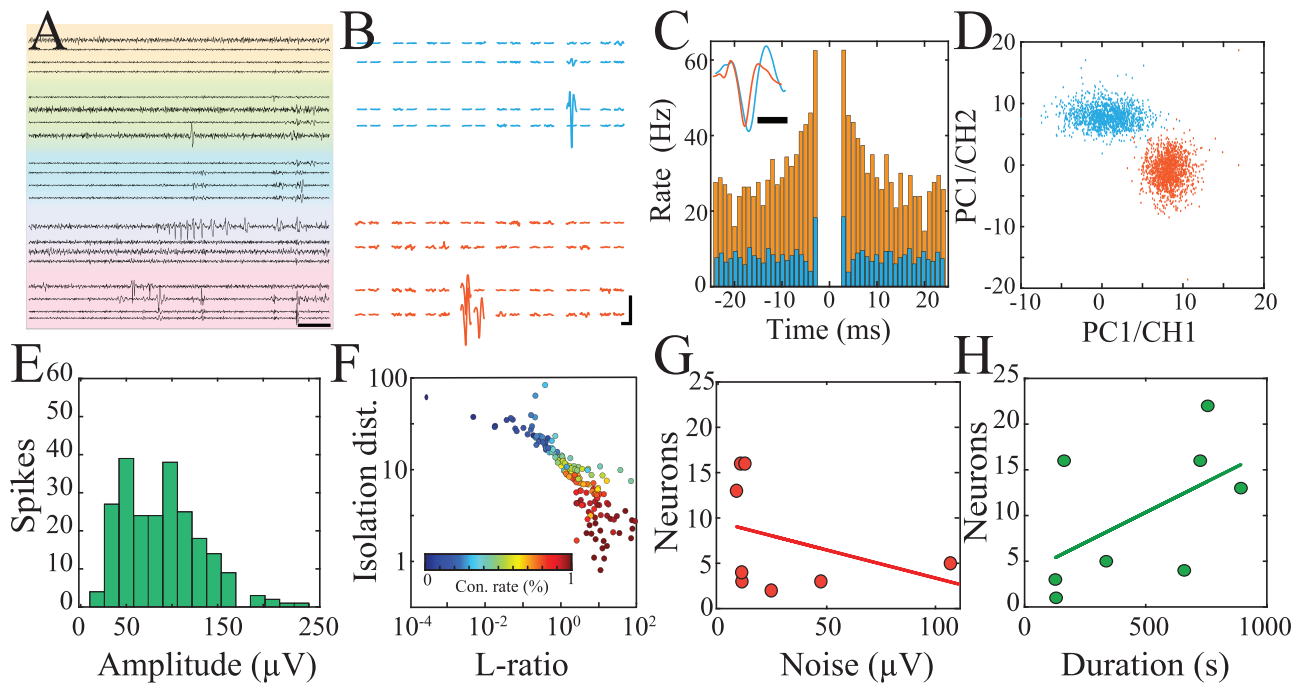 A
B
C
60
40
20
0
Rate (Hz)
-20
-10
0
10
20
Time (ms)
D
20
10
0
-10
-20
PC1/CH2
0
10
20
PC1/CH1
E
60
50
40
30
20
10
0
Spikes
50
150
250
Amplitude (µV)
F
100
10
1
Isolation dist.
0
1
Con. rate (%)
10-4
10-2
100
102
L-ratio
G
25
20
15
10
5
0
Neurons
0
50
100
Noise (µV)
H
25
20
15
10
5
0
Neurons
0
500
1000
Duration (s)